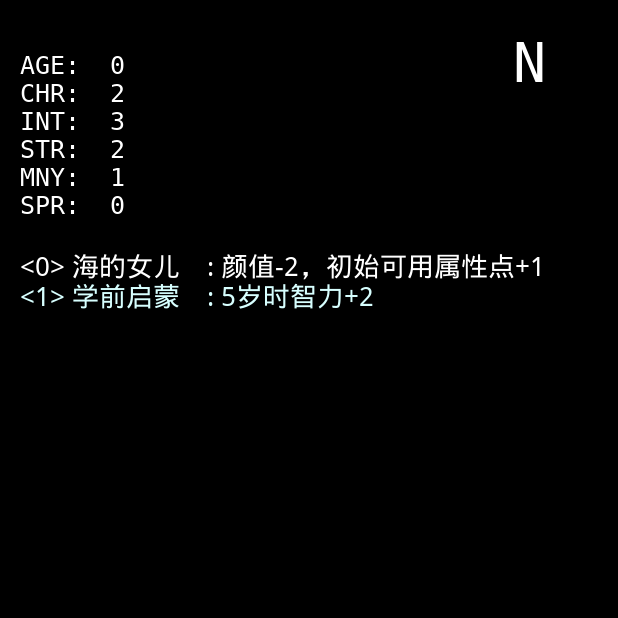 N
AGE: 0
CHR: 2
INT: 3
STR: 2
MNY: 1
SPR: 0
<0> 海的女儿 : 颜值-2，初始可用属性点+1
<1> 学前启蒙 : 5岁时智力+2